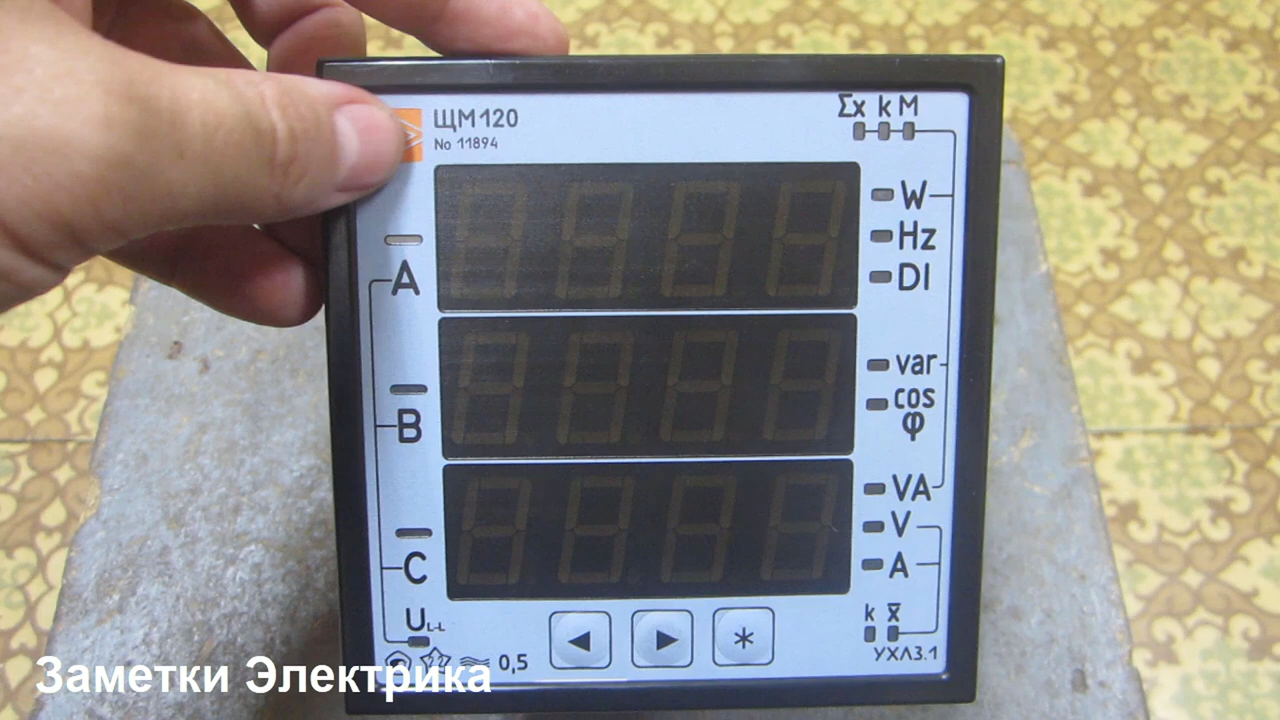 ЩМ120
No 11894
Σx k M
W
Hz
DI
A
var
cos
φ
B
VA
V
A
C
U L-L
k x̅
0,5
УХЛ3.1
Заметки Электрика